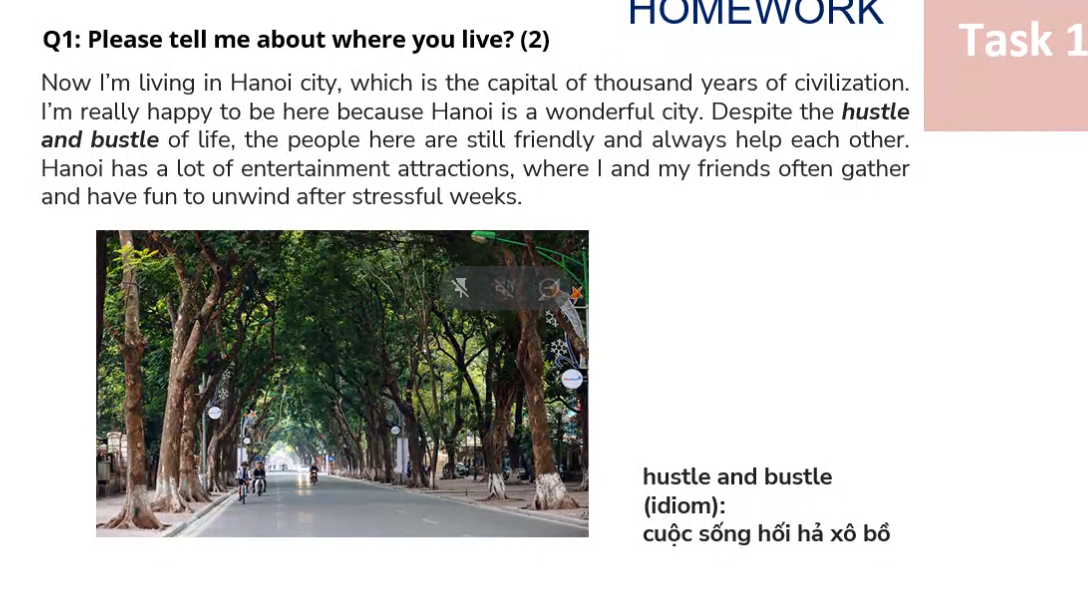 HOMEWORK
Task 1
Q1: Please tell me about where you live? (2)
Now I'm living in Hanoi city, which is the capital of thousand years of civilization.
I'm really happy to be here because Hanoi is a wonderful city. Despite the hustle
and bustle of life, the people here are still friendly and always help each other.
Hanoi has a lot of entertainment attractions, where I and my friends often gather
and have fun to unwind after stressful weeks.
hustle and bustle
(idiom):
cuộc sống hối hả xô bồ